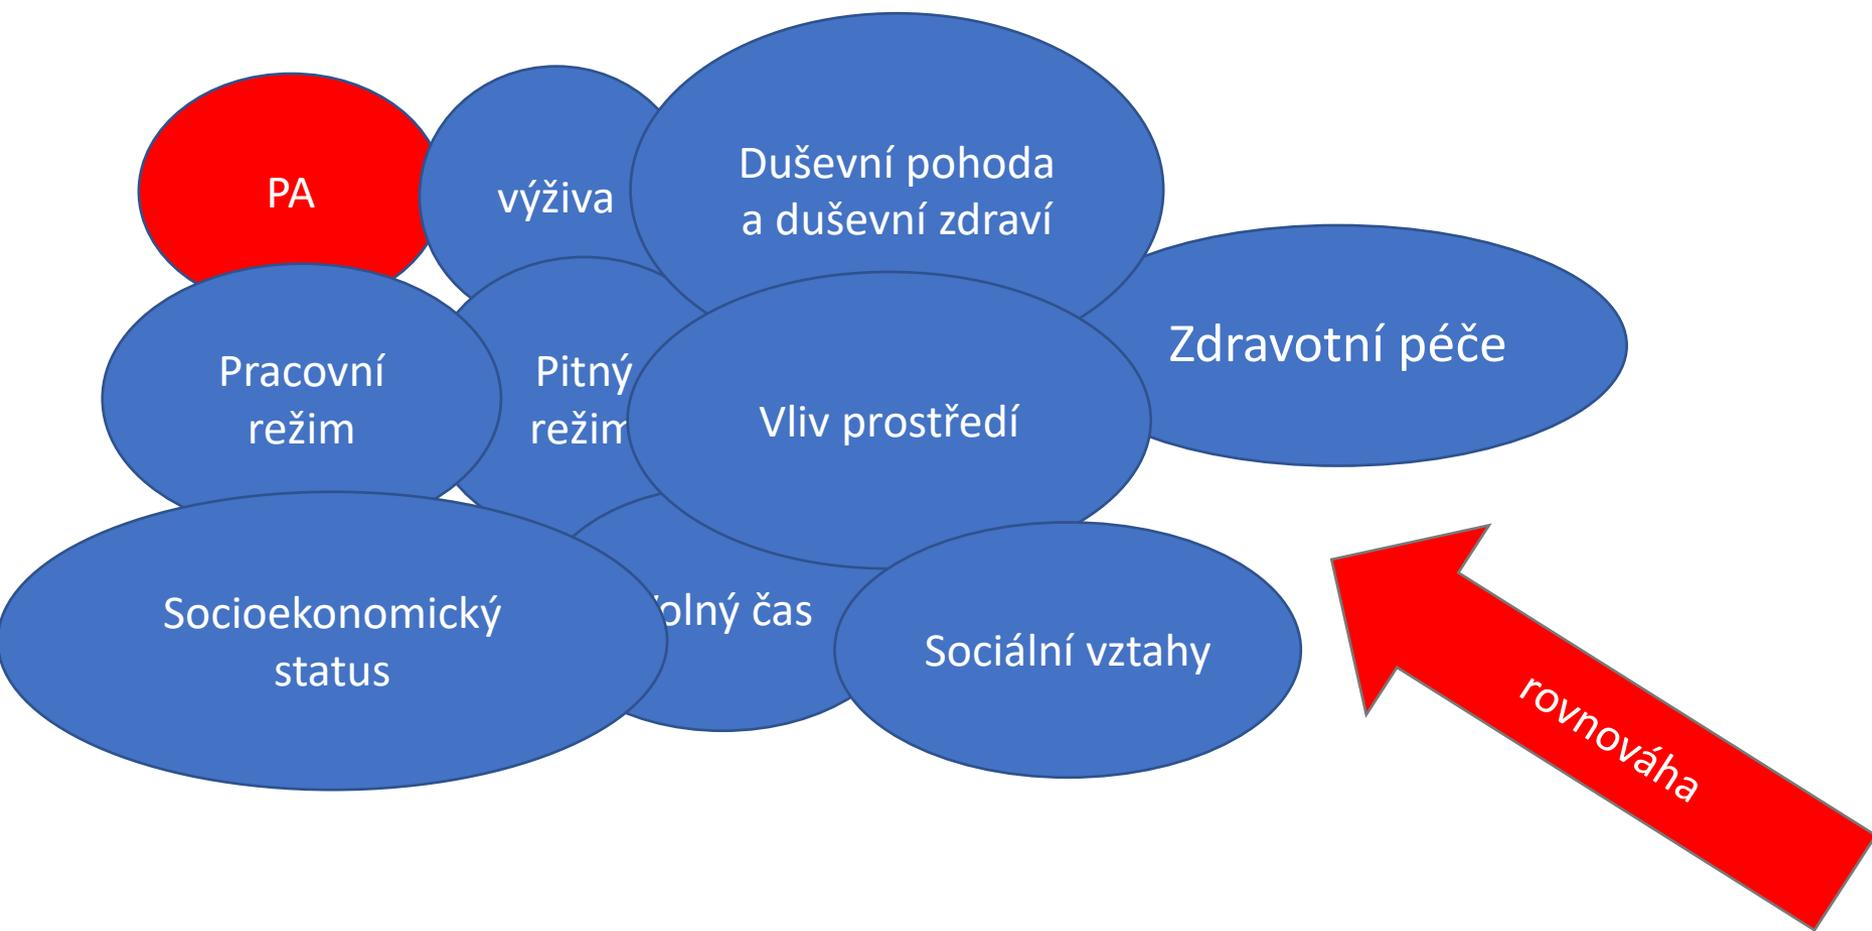 PA
výživa
Duševní pohoda
a duševní zdraví
Zdravotní péče
Pracovní
režim
Pitný
režim
Vliv prostředí
Socioekonomický
status
Volný čas
Sociální vztahy
rovnováha